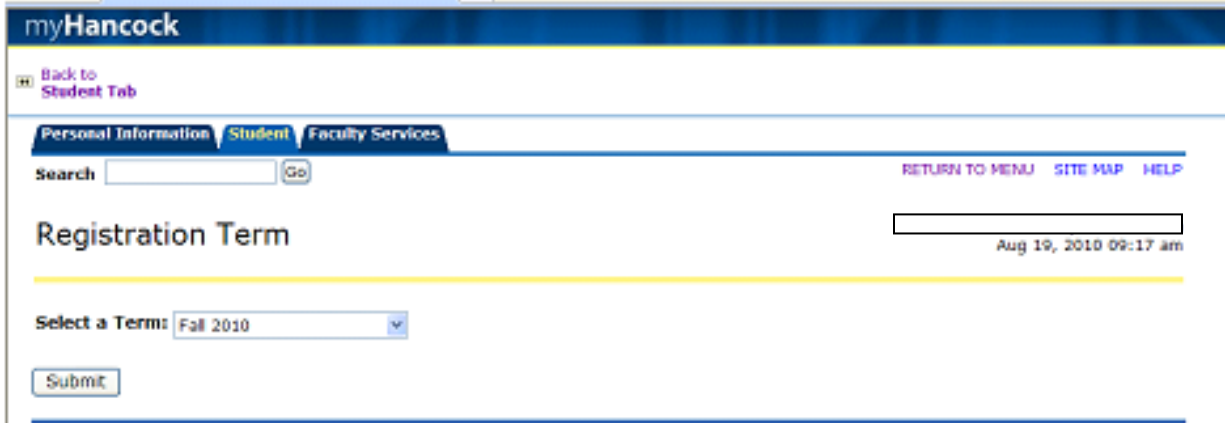 myHancock
Back to
Student Tab
Personal Information Student Faculty Services
Search Go RETURN TO MENU SITE MAP HELP
Registration Term
Aug 19, 2010 09:17 am
Select a Term: Fall 2010
Submit